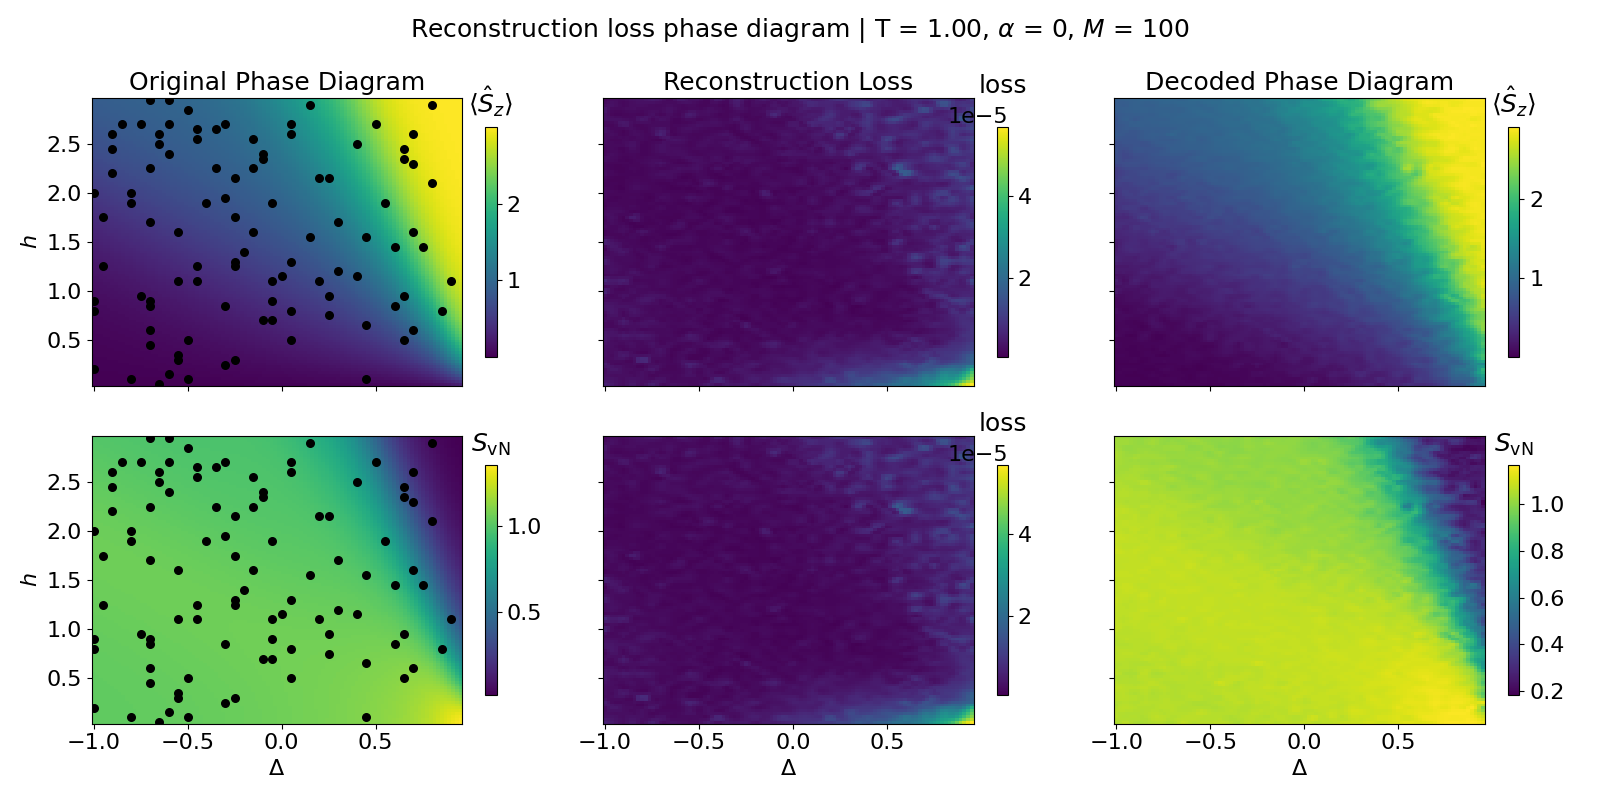 Reconstruction loss phase diagram | T = 1.00, α = 0, M = 100
Original Phase Diagram
⟨Ŝz⟩
h
2.5
2.0
1.5
1.0
0.5
2
1
Reconstruction Loss
loss
1e−5
4
2
Decoded Phase Diagram
⟨Ŝz⟩
2
1
SvN
h
2.5
2.0
1.5
1.0
0.5
1.0
0.5
−1.0 −0.5 0.0 0.5
Δ
loss
1e−5
4
2
−1.0 −0.5 0.0 0.5
Δ
SvN
1.0
0.8
0.6
0.4
0.2
−1.0 −0.5 0.0 0.5
Δ